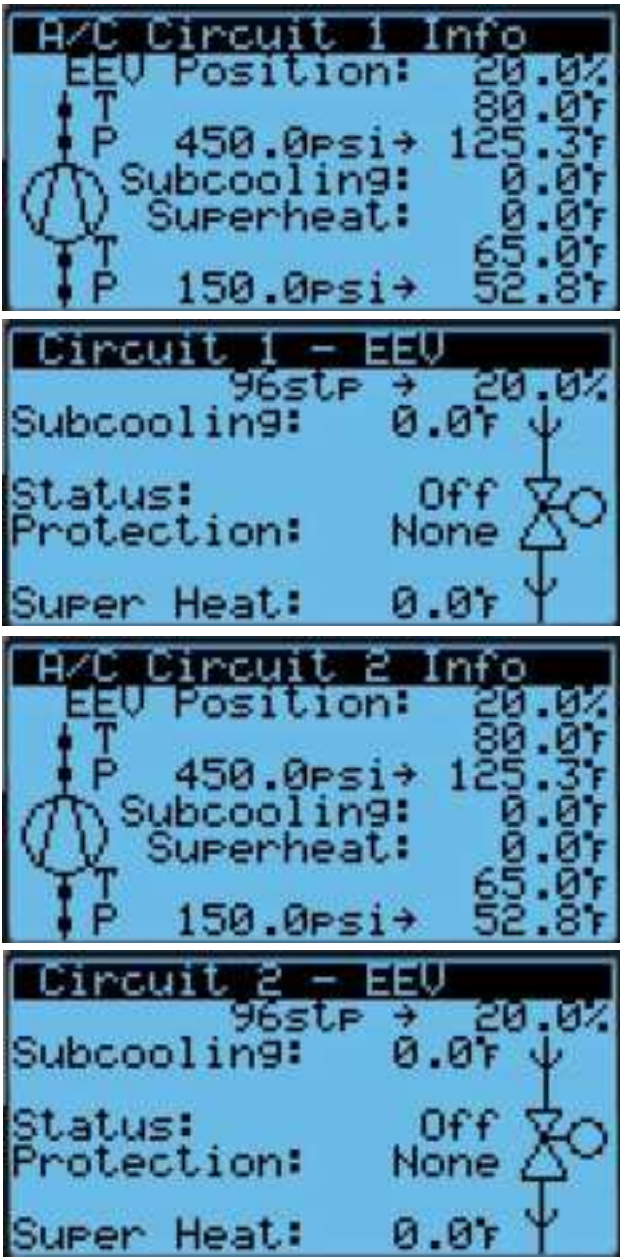 A/C Circuit 1 Info
EEV Position: 20.0%
T 80.0°F
P 450.0psi→ 125.3°F
Subcooling: 0.0°F
Superheat: 0.0°F
T 65.0°F
P 150.0psi→ 52.8°F
Circuit 1 - EEV
96stp → 20.0%
Subcooling: 0.0°F
Status: Off
Protection: None
Super Heat: 0.0°F
A/C Circuit 2 Info
EEV Position: 20.0%
T 80.0°F
P 450.0psi→ 125.3°F
Subcooling: 0.0°F
Superheat: 0.0°F
T 65.0°F
P 150.0psi→ 52.8°F
Circuit 2 - EEV
96stp → 20.0%
Subcooling: 0.0°F
Status: Off
Protection: None
Super Heat: 0.0°F